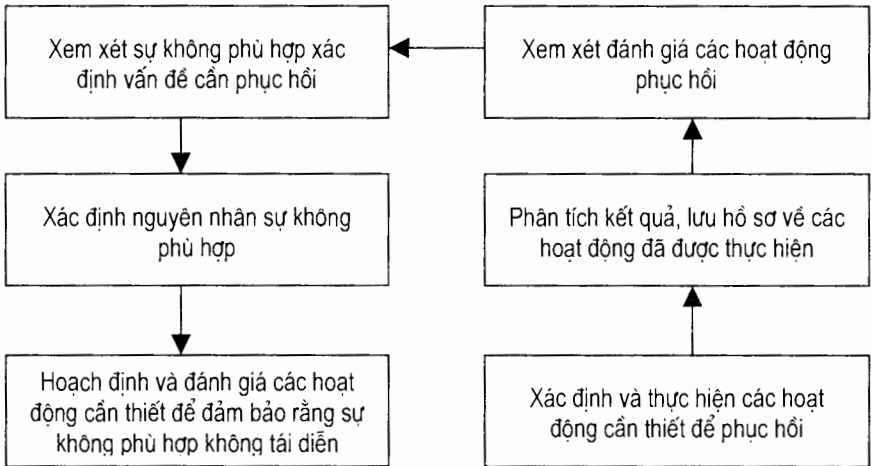 Xem xét sự không phù hợp xác
định vấn đề cần phục hồi
Xem xét đánh giá các hoạt động
phục hồi
Xác định nguyên nhân sự không
phù hợp
Phân tích kết quả, lưu hồ sơ về các
hoạt động đã được thực hiện
Hoạch định và đánh giá các hoạt
động cần thiết để đảm bảo rằng sự
không phù hợp không tái diễn
Xác định và thực hiện các hoạt
động cần thiết để phục hồi